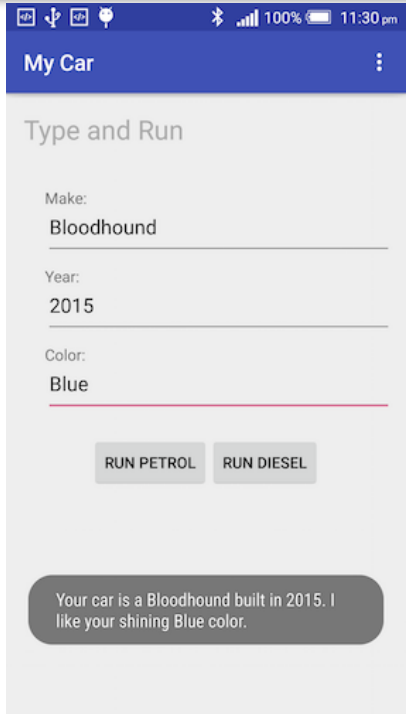 100% 11:30 pm
My Car
Type and Run
Make:
Bloodhound
Year:
2015
Color:
Blue
RUN PETROL RUN DIESEL
Your car is a Bloodhound built in 2015. I
like your shining Blue color.